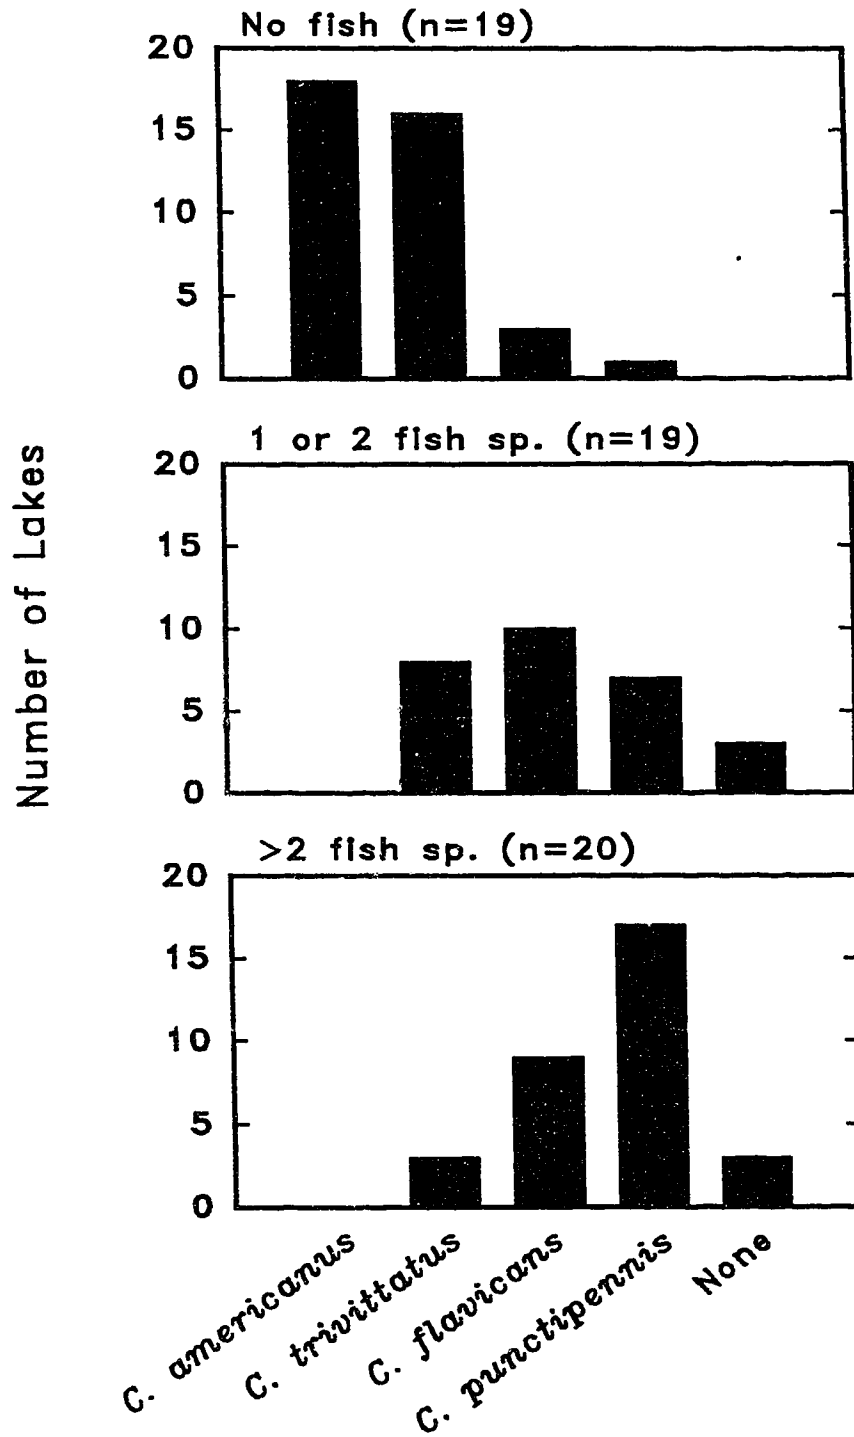 No fish (n=19)
20
15
10
5
0
1 or 2 fish sp. (n=19)
20
15
10
5
0
>2 fish sp. (n=20)
20
15
10
5
0
Number of Lakes
C. americanus
C. trivittatus
C. flavicans
C. punctipennis
None